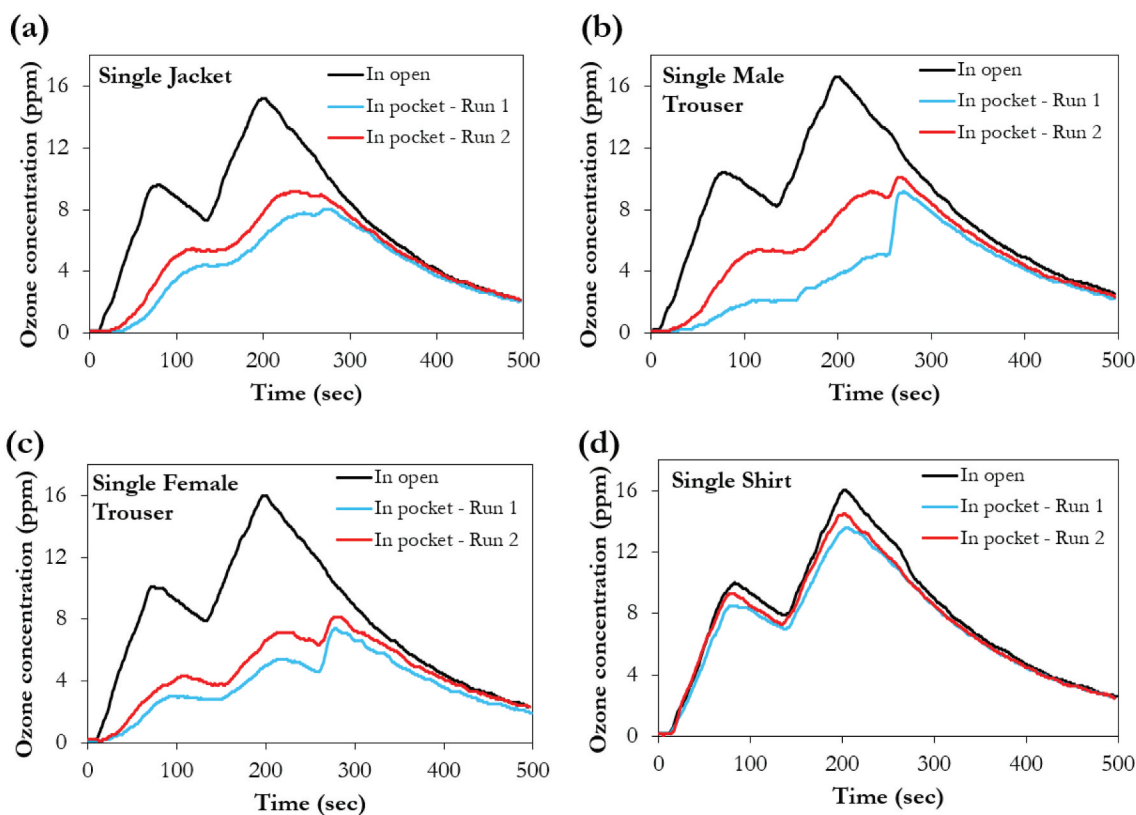 (a)
Single Jacket
In open
In pocket - Run 1
In pocket - Run 2
Ozone concentration (ppm)
16
12
8
4
0
0 100 200 300 400 500
Time (sec)
(b)
Single Male
Trouser
In open
In pocket - Run 1
In pocket - Run 2
Ozone concentration (ppm)
16
12
8
4
0
0 100 200 300 400 500
Time (sec)
(c)
Single Female
Trouser
In open
In pocket - Run 1
In pocket - Run 2
Ozone concentration (ppm)
16
12
8
4
0
0 100 200 300 400 500
Time (sec)
(d)
Single Shirt
In open
In pocket - Run 1
In pocket - Run 2
Ozone concentration (ppm)
16
12
8
4
0
0 100 200 300 400 500
Time (sec)